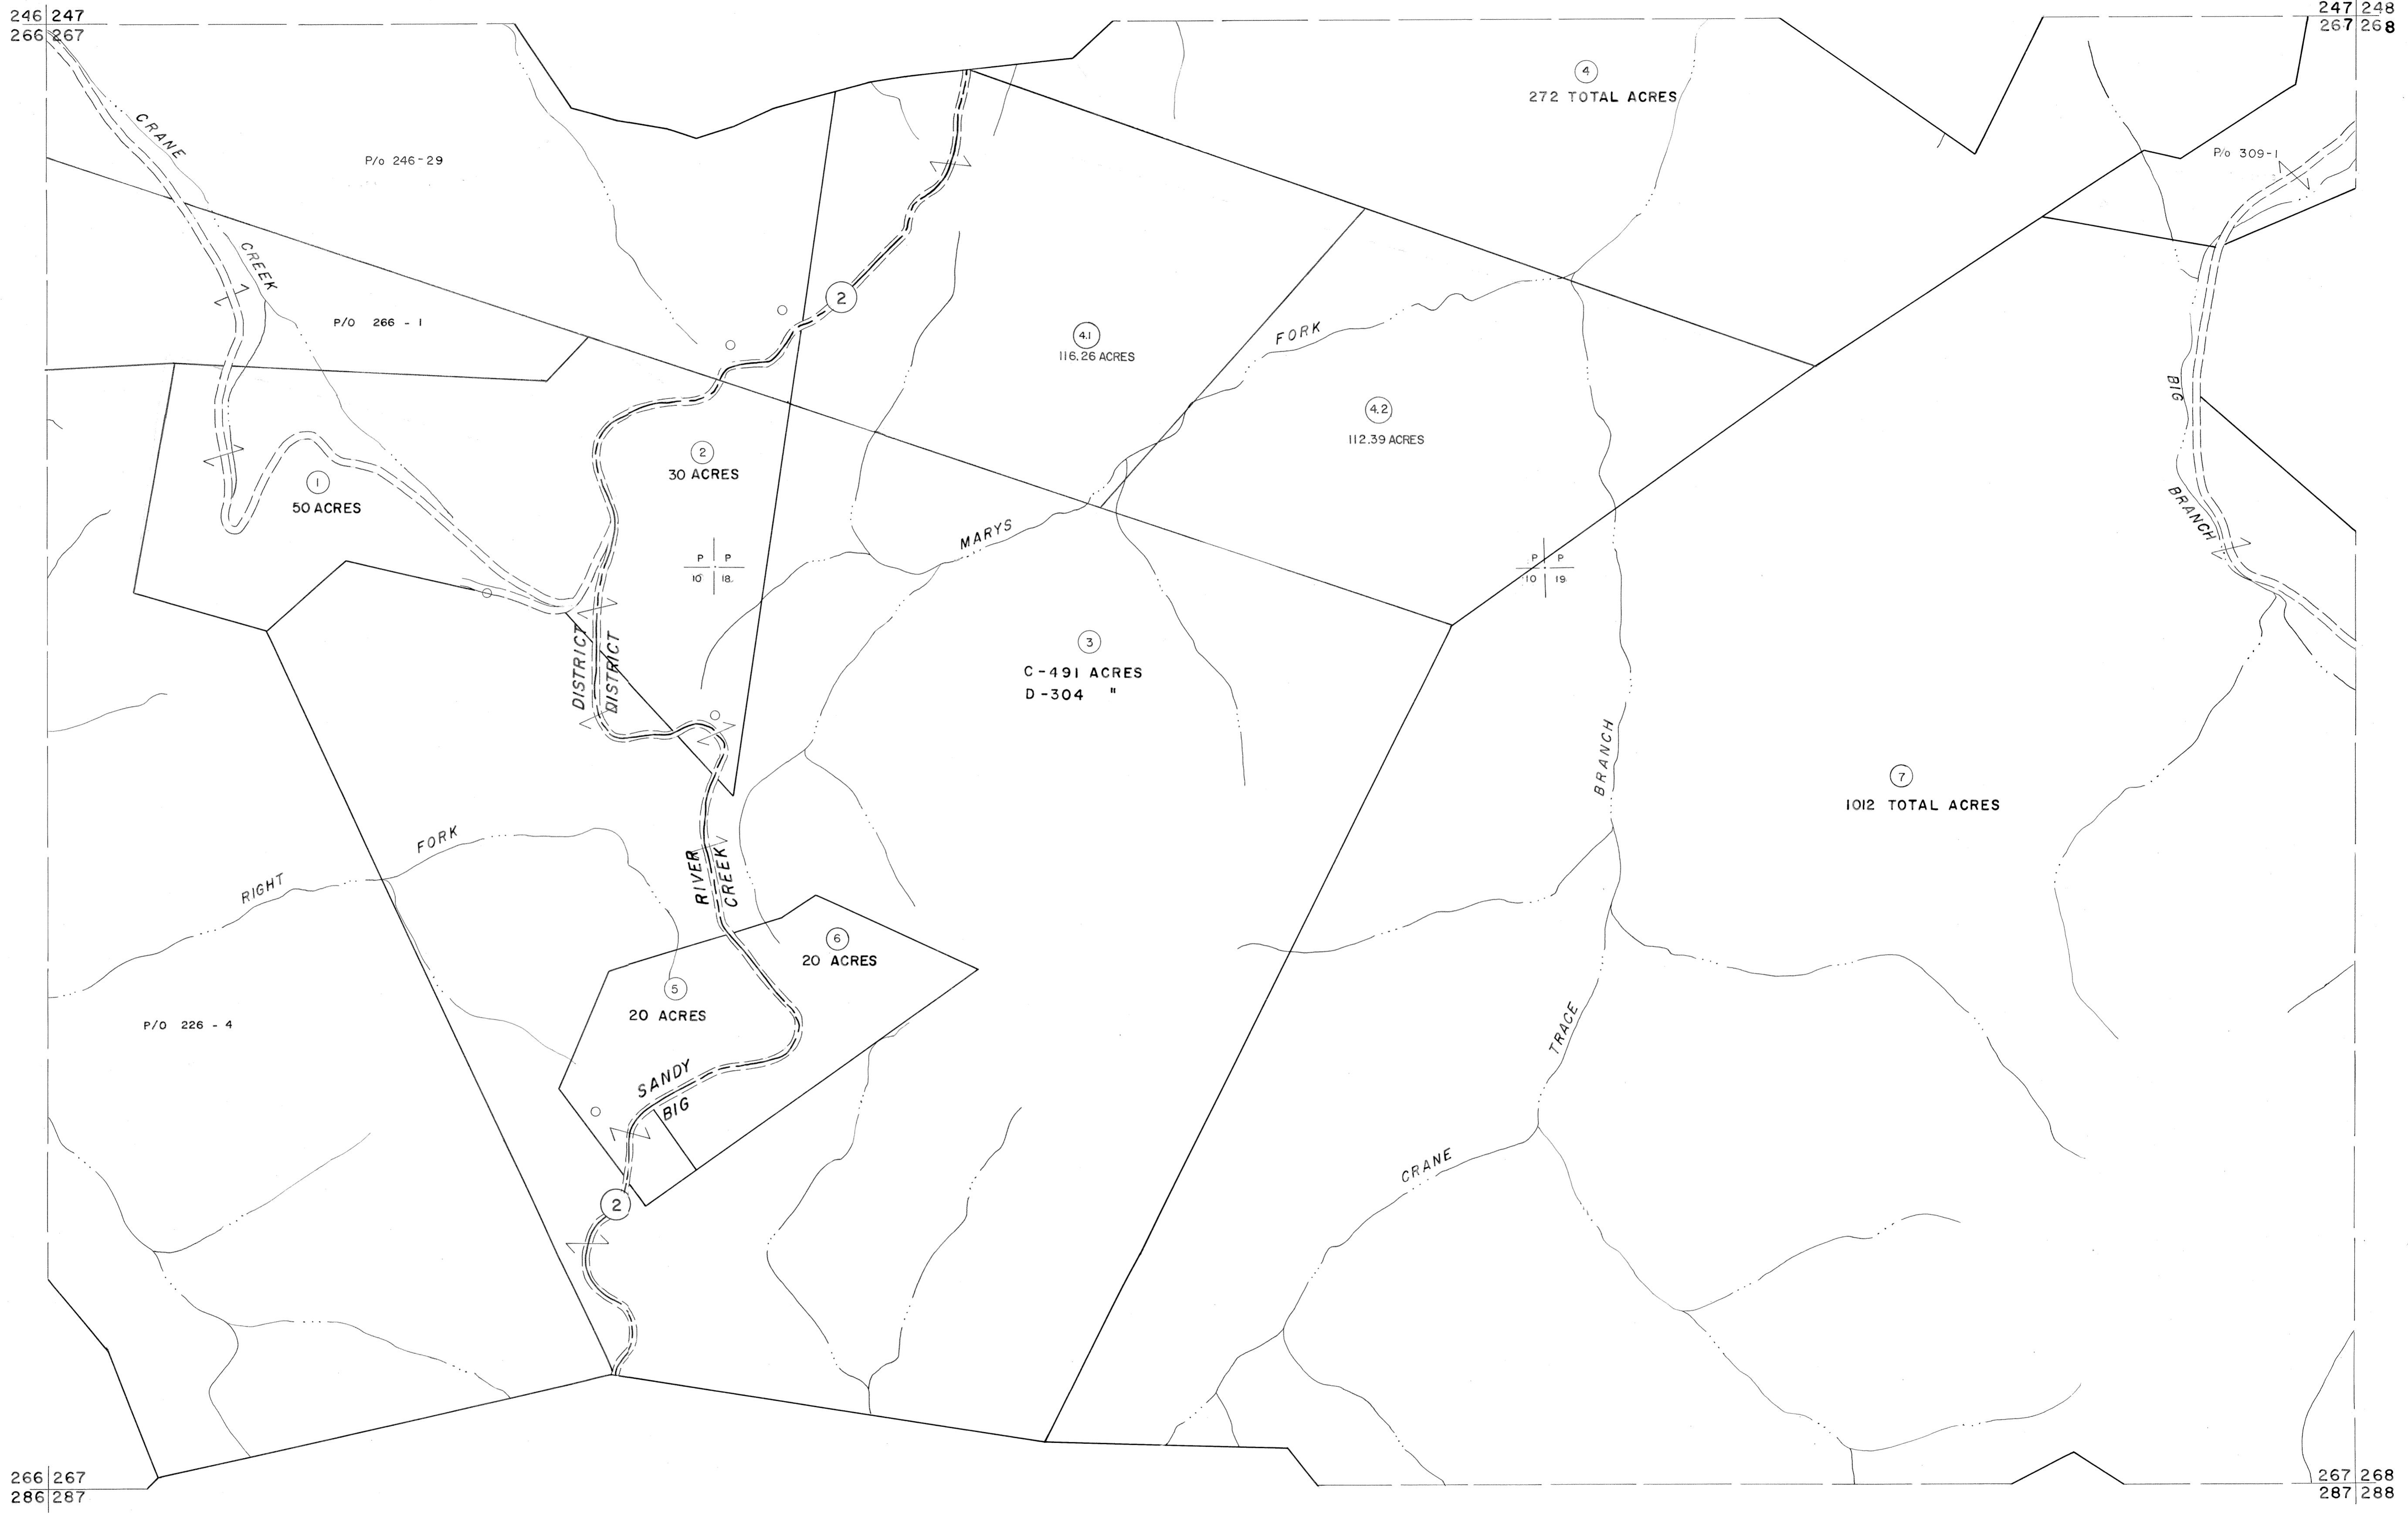 246 247
266 267
247 248
267 268
4
272 TOTAL ACRES
CRANE
CREEK
P/o 246-29
P/o 309-1
2
P/O 266 - 1
4.1
116.26 ACRES
FORK
4.2
112.39 ACRES
BIG
BRANCH
2
30 ACRES
1
50 ACRES
MARYS
P P
10 18
P P
10 19
DISTRICT
DISTRICT
3
C-491 ACRES
D-304 "
BRANCH
7
1012 TOTAL ACRES
FORK
RIGHT
RIVER
CREEK
6
20 ACRES
5
20 ACRES
P/O 226 - 4
TRACE
SANDY
BIG
CRANE
2
266 267
286 287
267 268
287 288